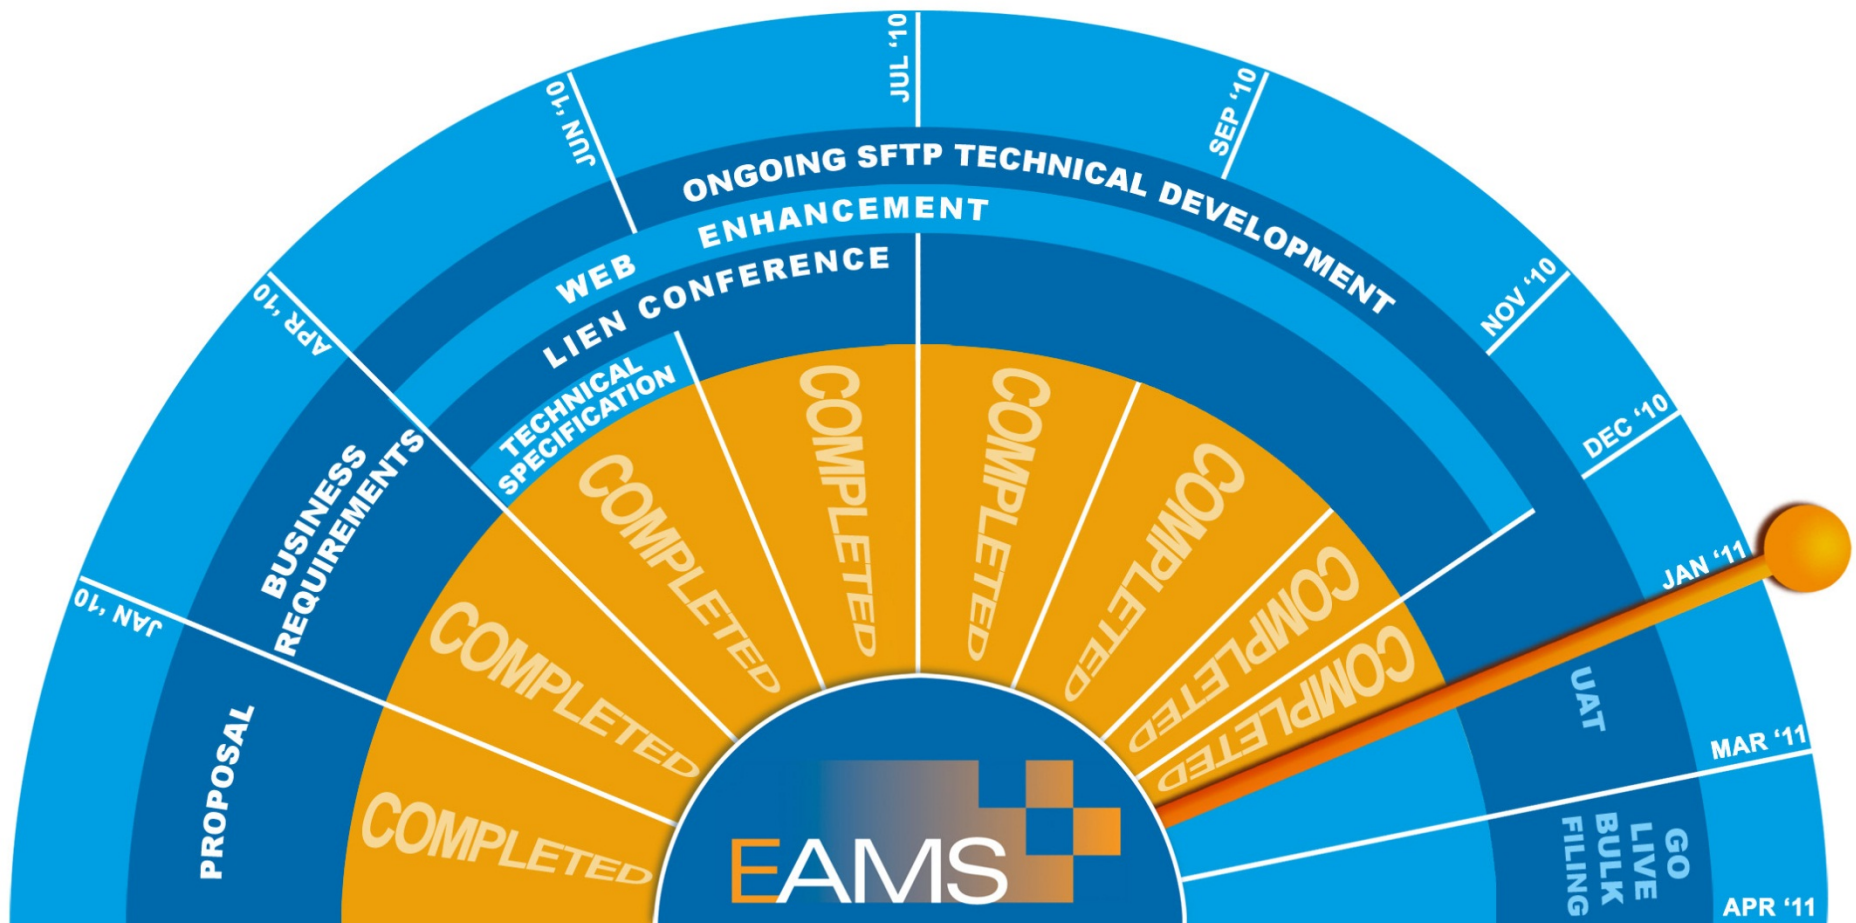 JAN ‘10
APR ‘10
JUN ‘10
JUL ‘10
SEP ‘10
NOV ‘10
DEC ‘10
JAN ‘11
MAR ‘11
APR ‘11
PROPOSAL
BUSINESS
REQUIREMENTS
ONGOING SFTP TECHNICAL DEVELOPMENT
WEB ENHANCEMENT
LIEN CONFERENCE
TECHNICAL
SPECIFICATION
UAT
GO
LIVE
BULK
FILING
COMPLETED
COMPLETED
COMPLETED
COMPLETED
COMPLETED
COMPLETED
COMPLETED
COMPLETED
EAMS